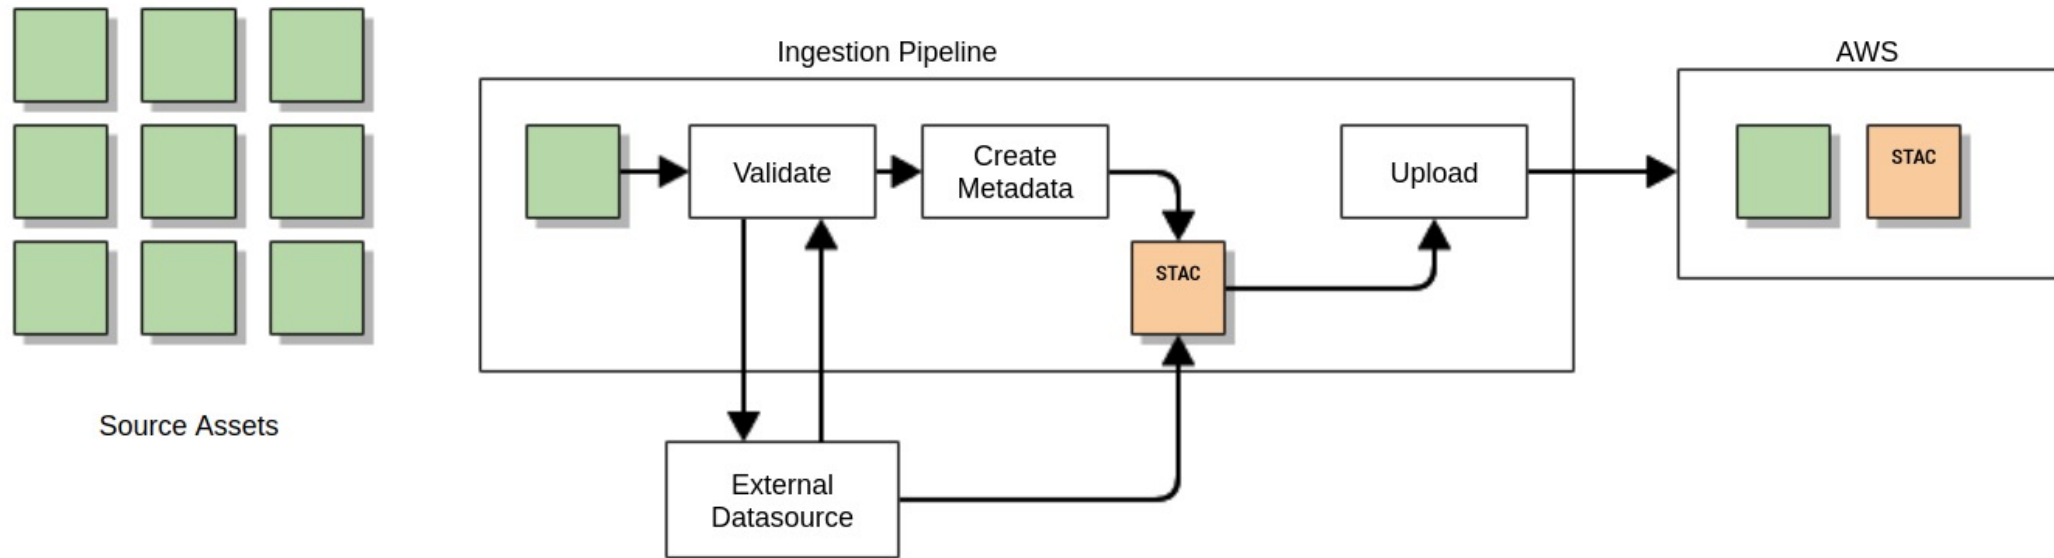 Ingestion Pipeline
AWS
Validate
Create
Metadata
Upload
STAC
STAC
Source Assets
External
Datasource